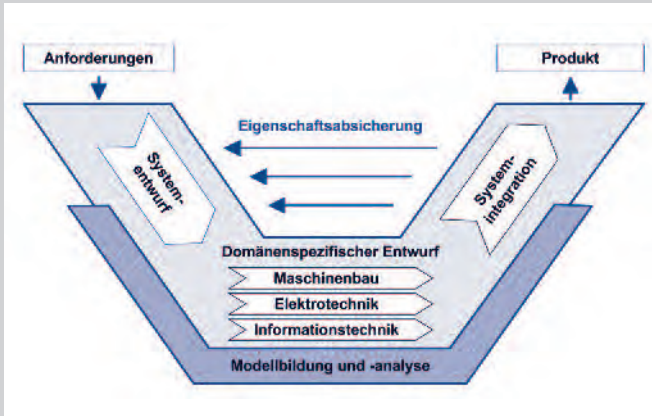 Anforderungen
Produkt
Eigenschaftsabsicherung
System-
entwurf
System-
integration
Domänenspezifischer Entwurf
Maschinenbau
Elektrotechnik
Informationstechnik
Modellbildung und -analyse